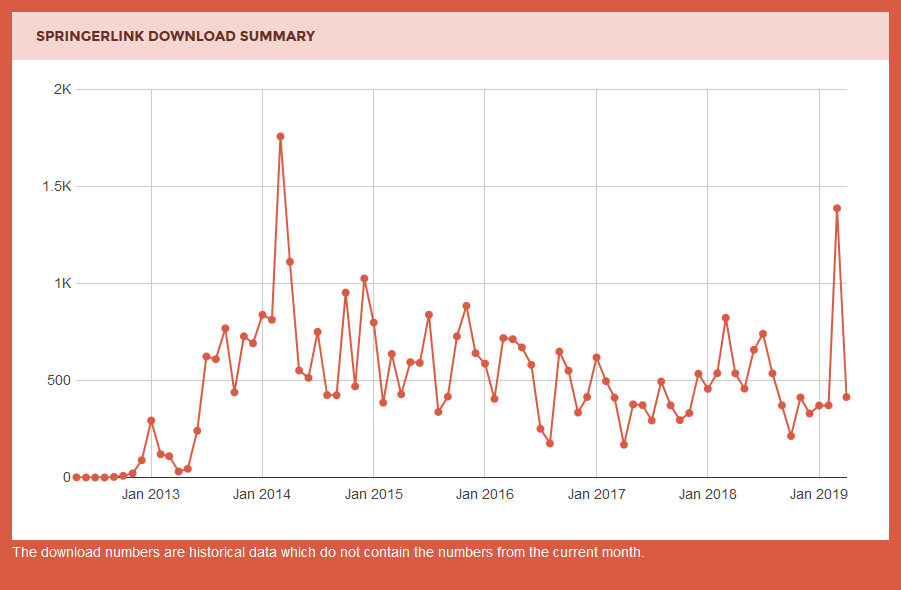 SPRINGERLINK DOWNLOAD SUMMARY
2K
1.5K
1K
500
0
Jan 2013 Jan 2014 Jan 2015 Jan 2016 Jan 2017 Jan 2018 Jan 2019
The download numbers are historical data which do not contain the numbers from the current month.